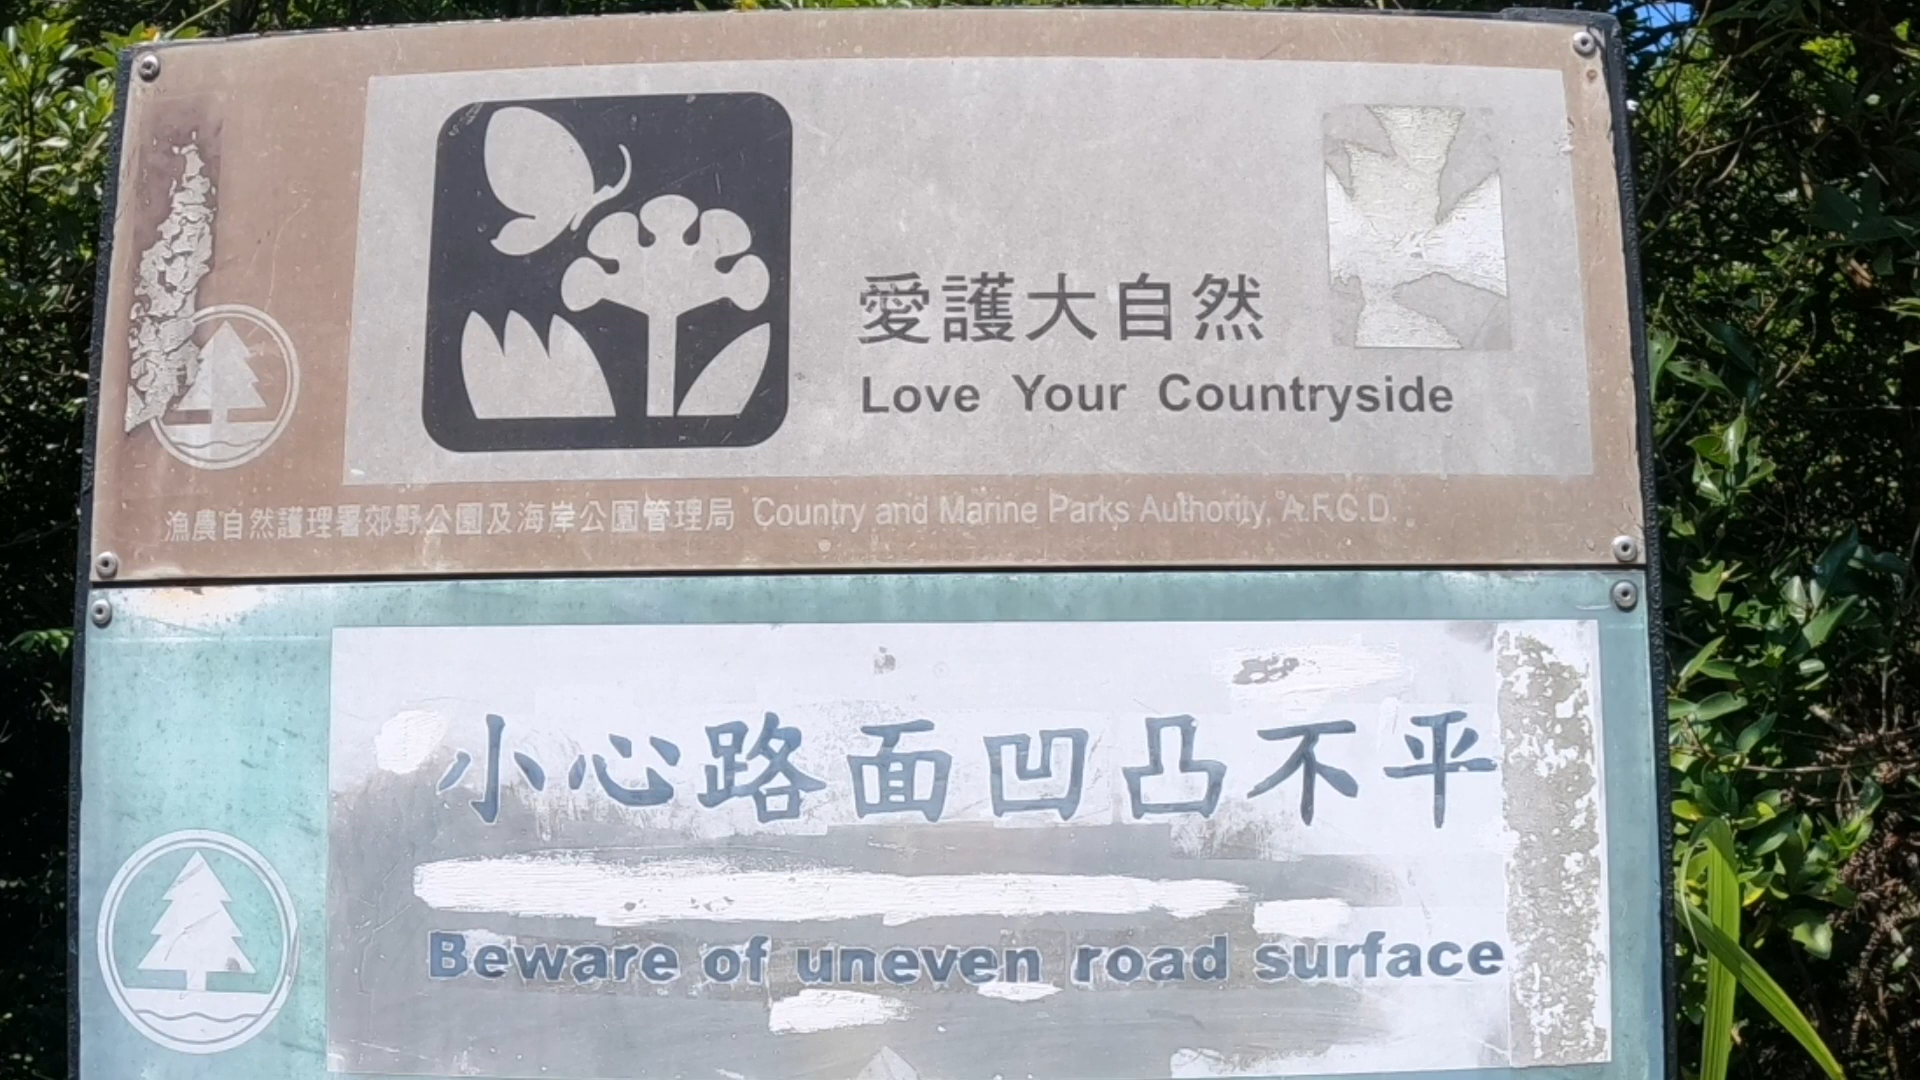 愛護大自然
Love Your Countryside
漁農自然護理署郊野公園及海岸公園管理局 Country and Marine Parks Authority, A.F.C.D.
小心路面凹凸不平
Beware of uneven road surface